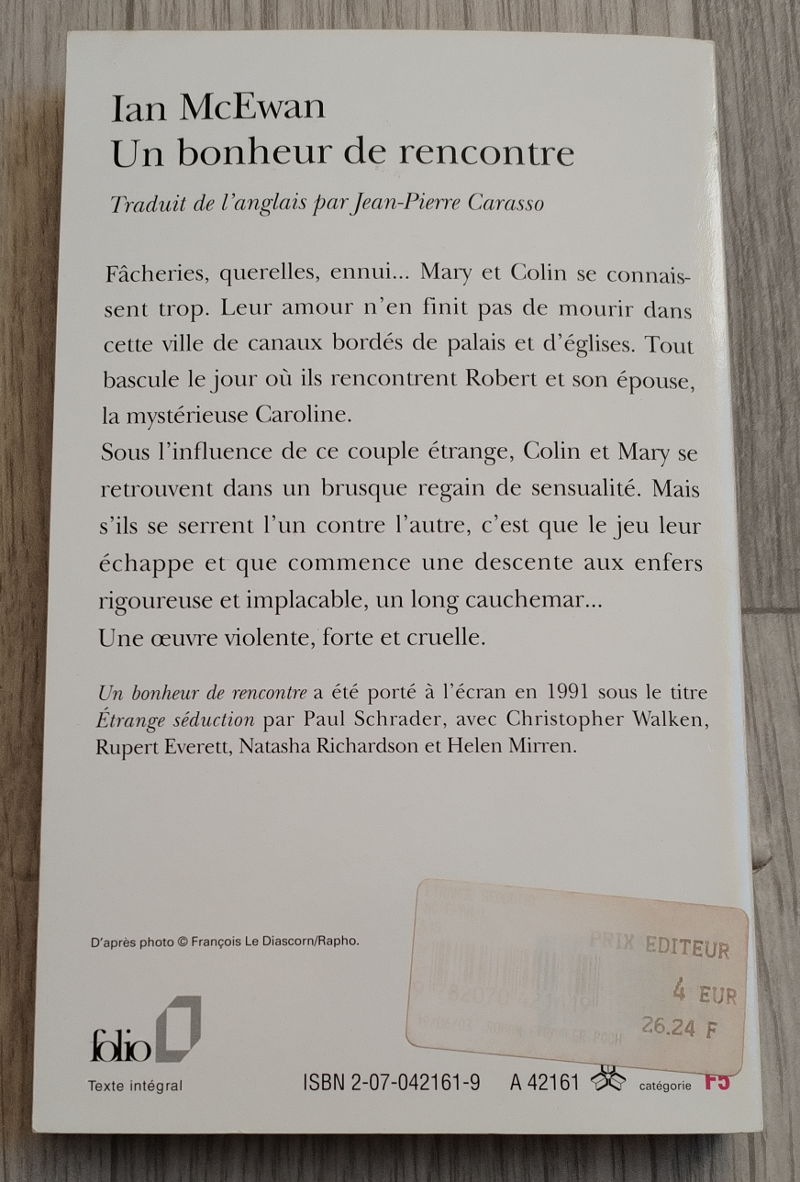 Ian McEwan
Un bonheur de rencontre
Traduit de l'anglais par Jean-Pierre Carasso
Fâcheries, querelles, ennui... Mary et Colin se connais-
sent trop. Leur amour n'en finit pas de mourir dans
cette ville de canaux bordés de palais et d'églises. Tout
bascule le jour où ils rencontrent Robert et son épouse,
la mystérieuse Caroline.
Sous l'influence de ce couple étrange, Colin et Mary se
retrouvent dans un brusque regain de sensualité. Mais
s'ils se serrent l'un contre l'autre, c'est que le jeu leur
échappe et que commence une descente aux enfers
rigoureuse et implacable, un long cauchemar...
Une œuvre violente, forte et cruelle.
Un bonheur de rencontre a été porté à l'écran en 1991 sous le titre
Étrange séduction par Paul Schrader, avec Christopher Walken,
Rupert Everett, Natasha Richardson et Helen Mirren.
D'après photo © François Le Diascorn/Rapho.
PRIX EDITEUR
4 EUR
26.24 F
folio
Texte intégral
ISBN 2-07-042161-9 A 42161 catégorie F5